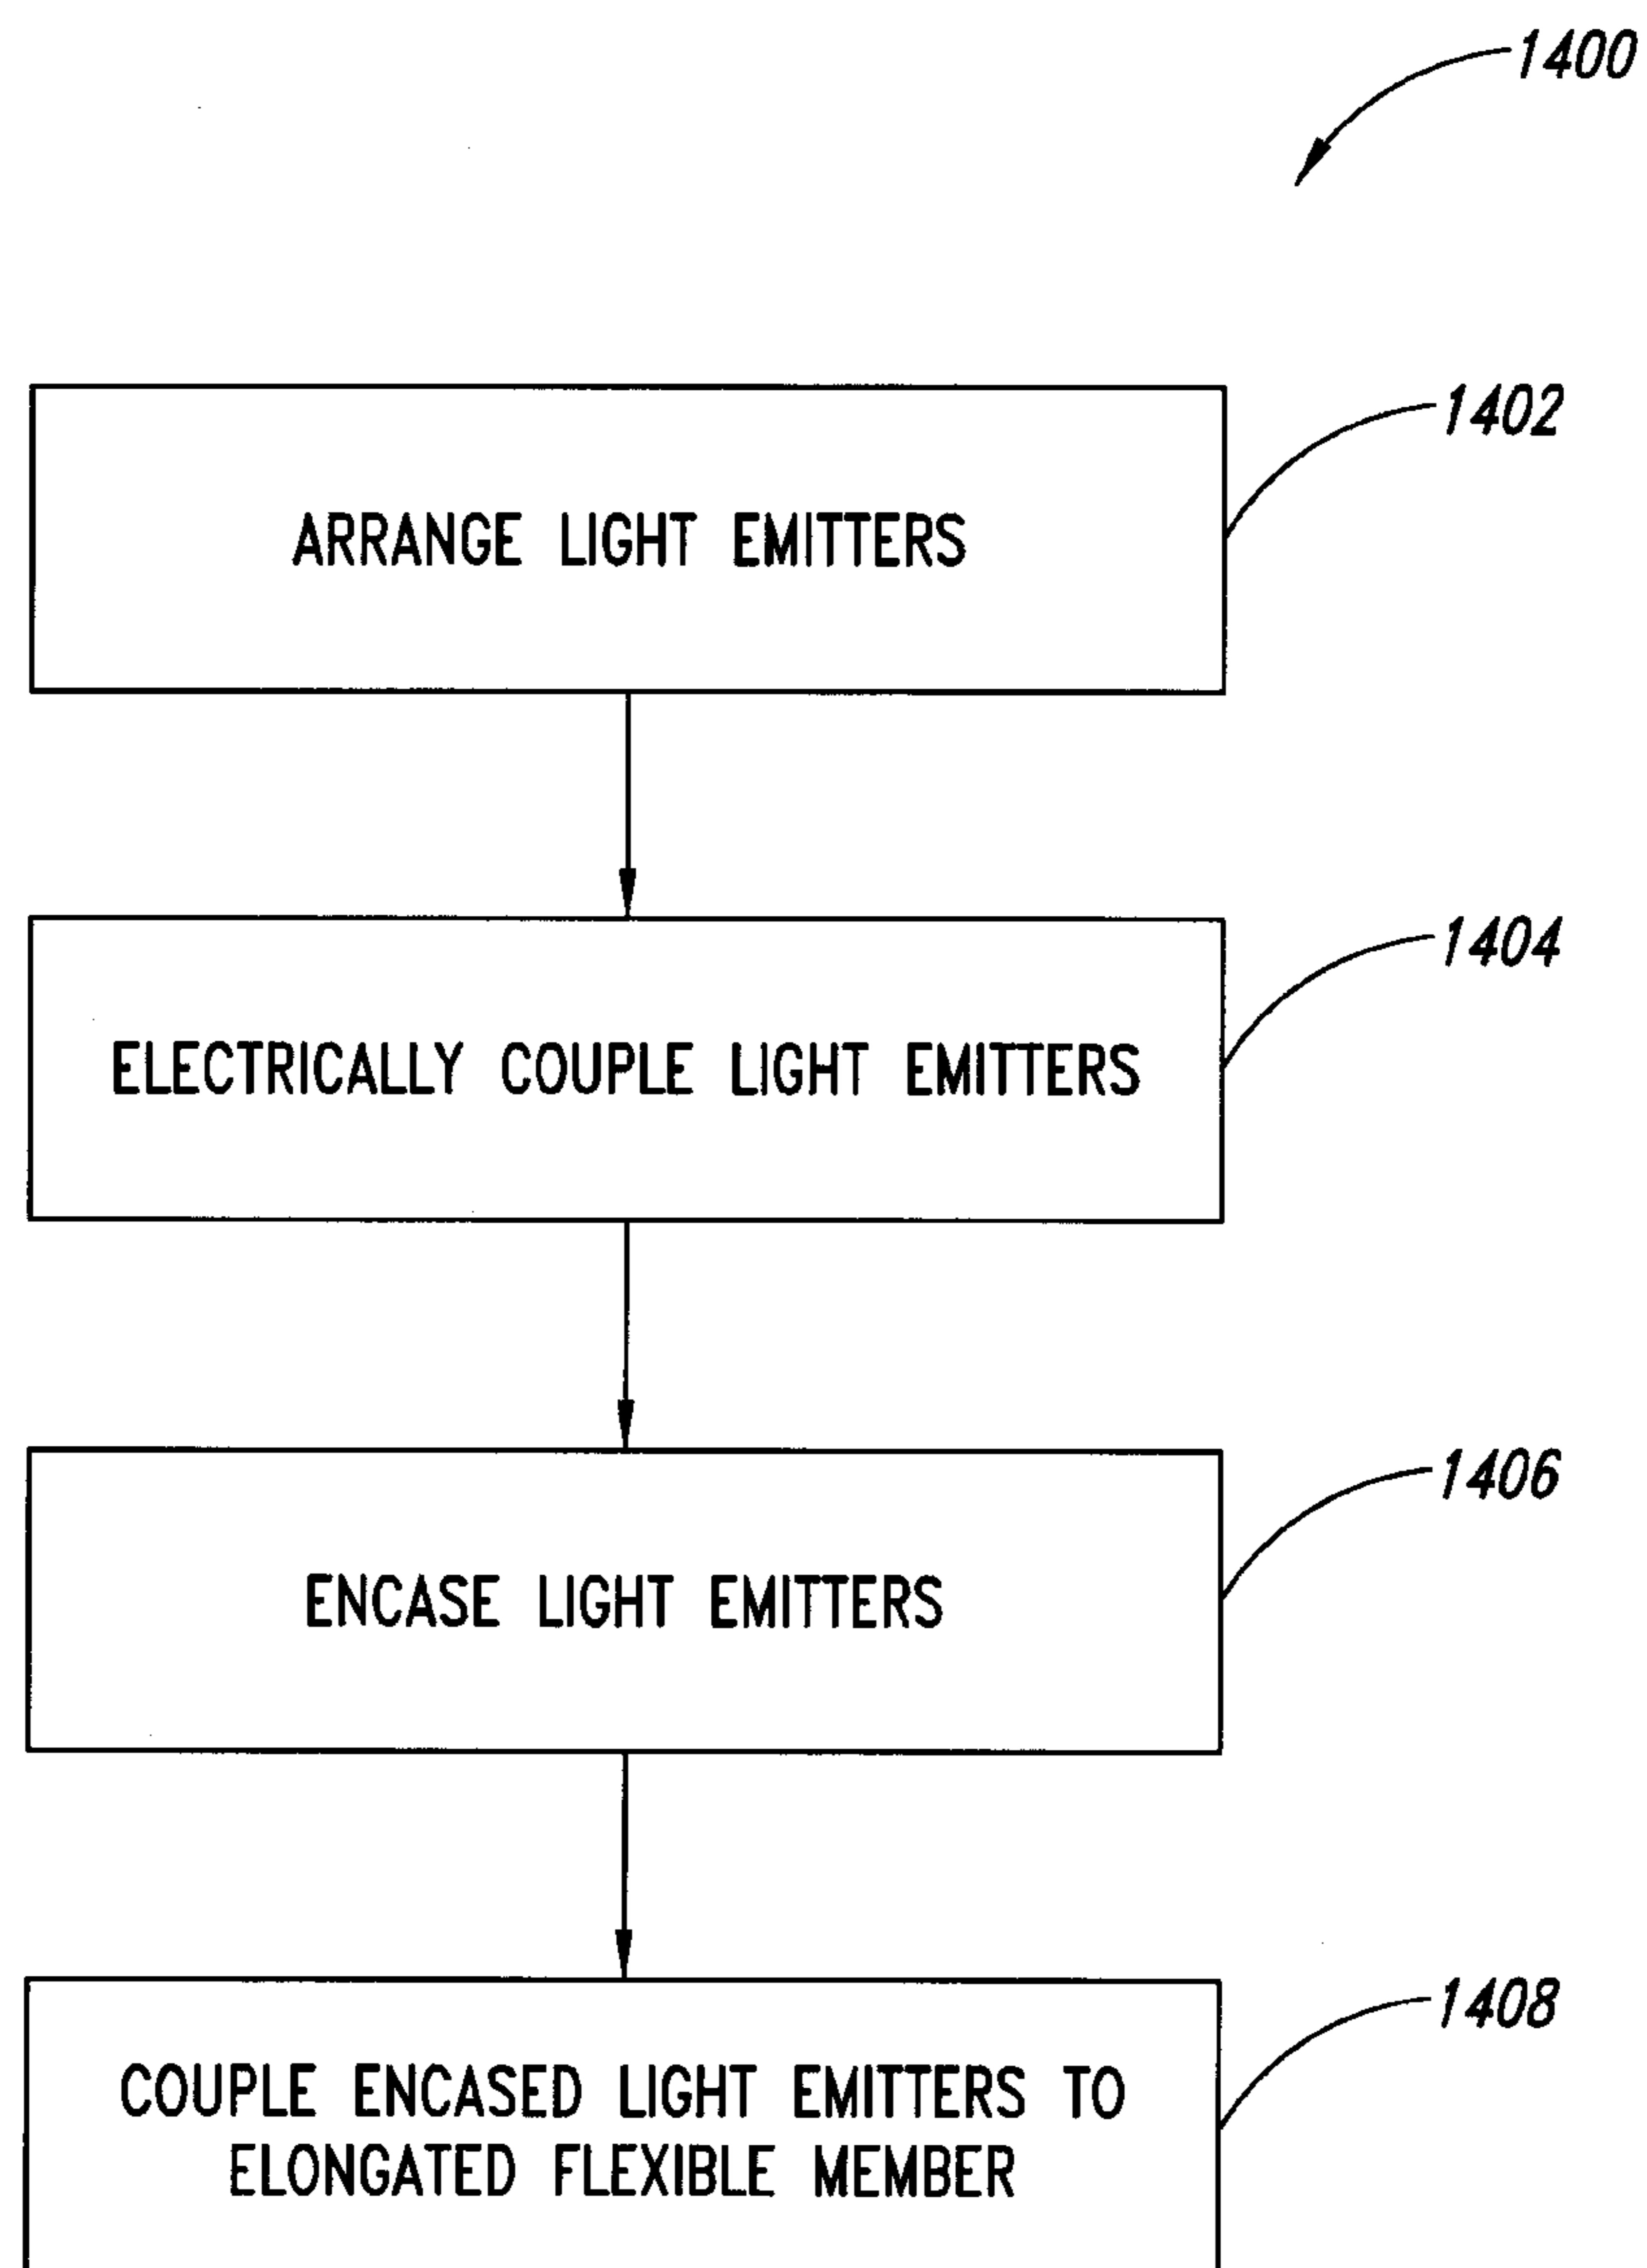 1400
1402
ARRANGE LIGHT EMITTERS
1404
ELECTRICALLY COUPLE LIGHT EMITTERS
1406
ENCASE LIGHT EMITTERS
1408
COUPLE ENCASED LIGHT EMITTERS TO
ELONGATED FLEXIBLE MEMBER